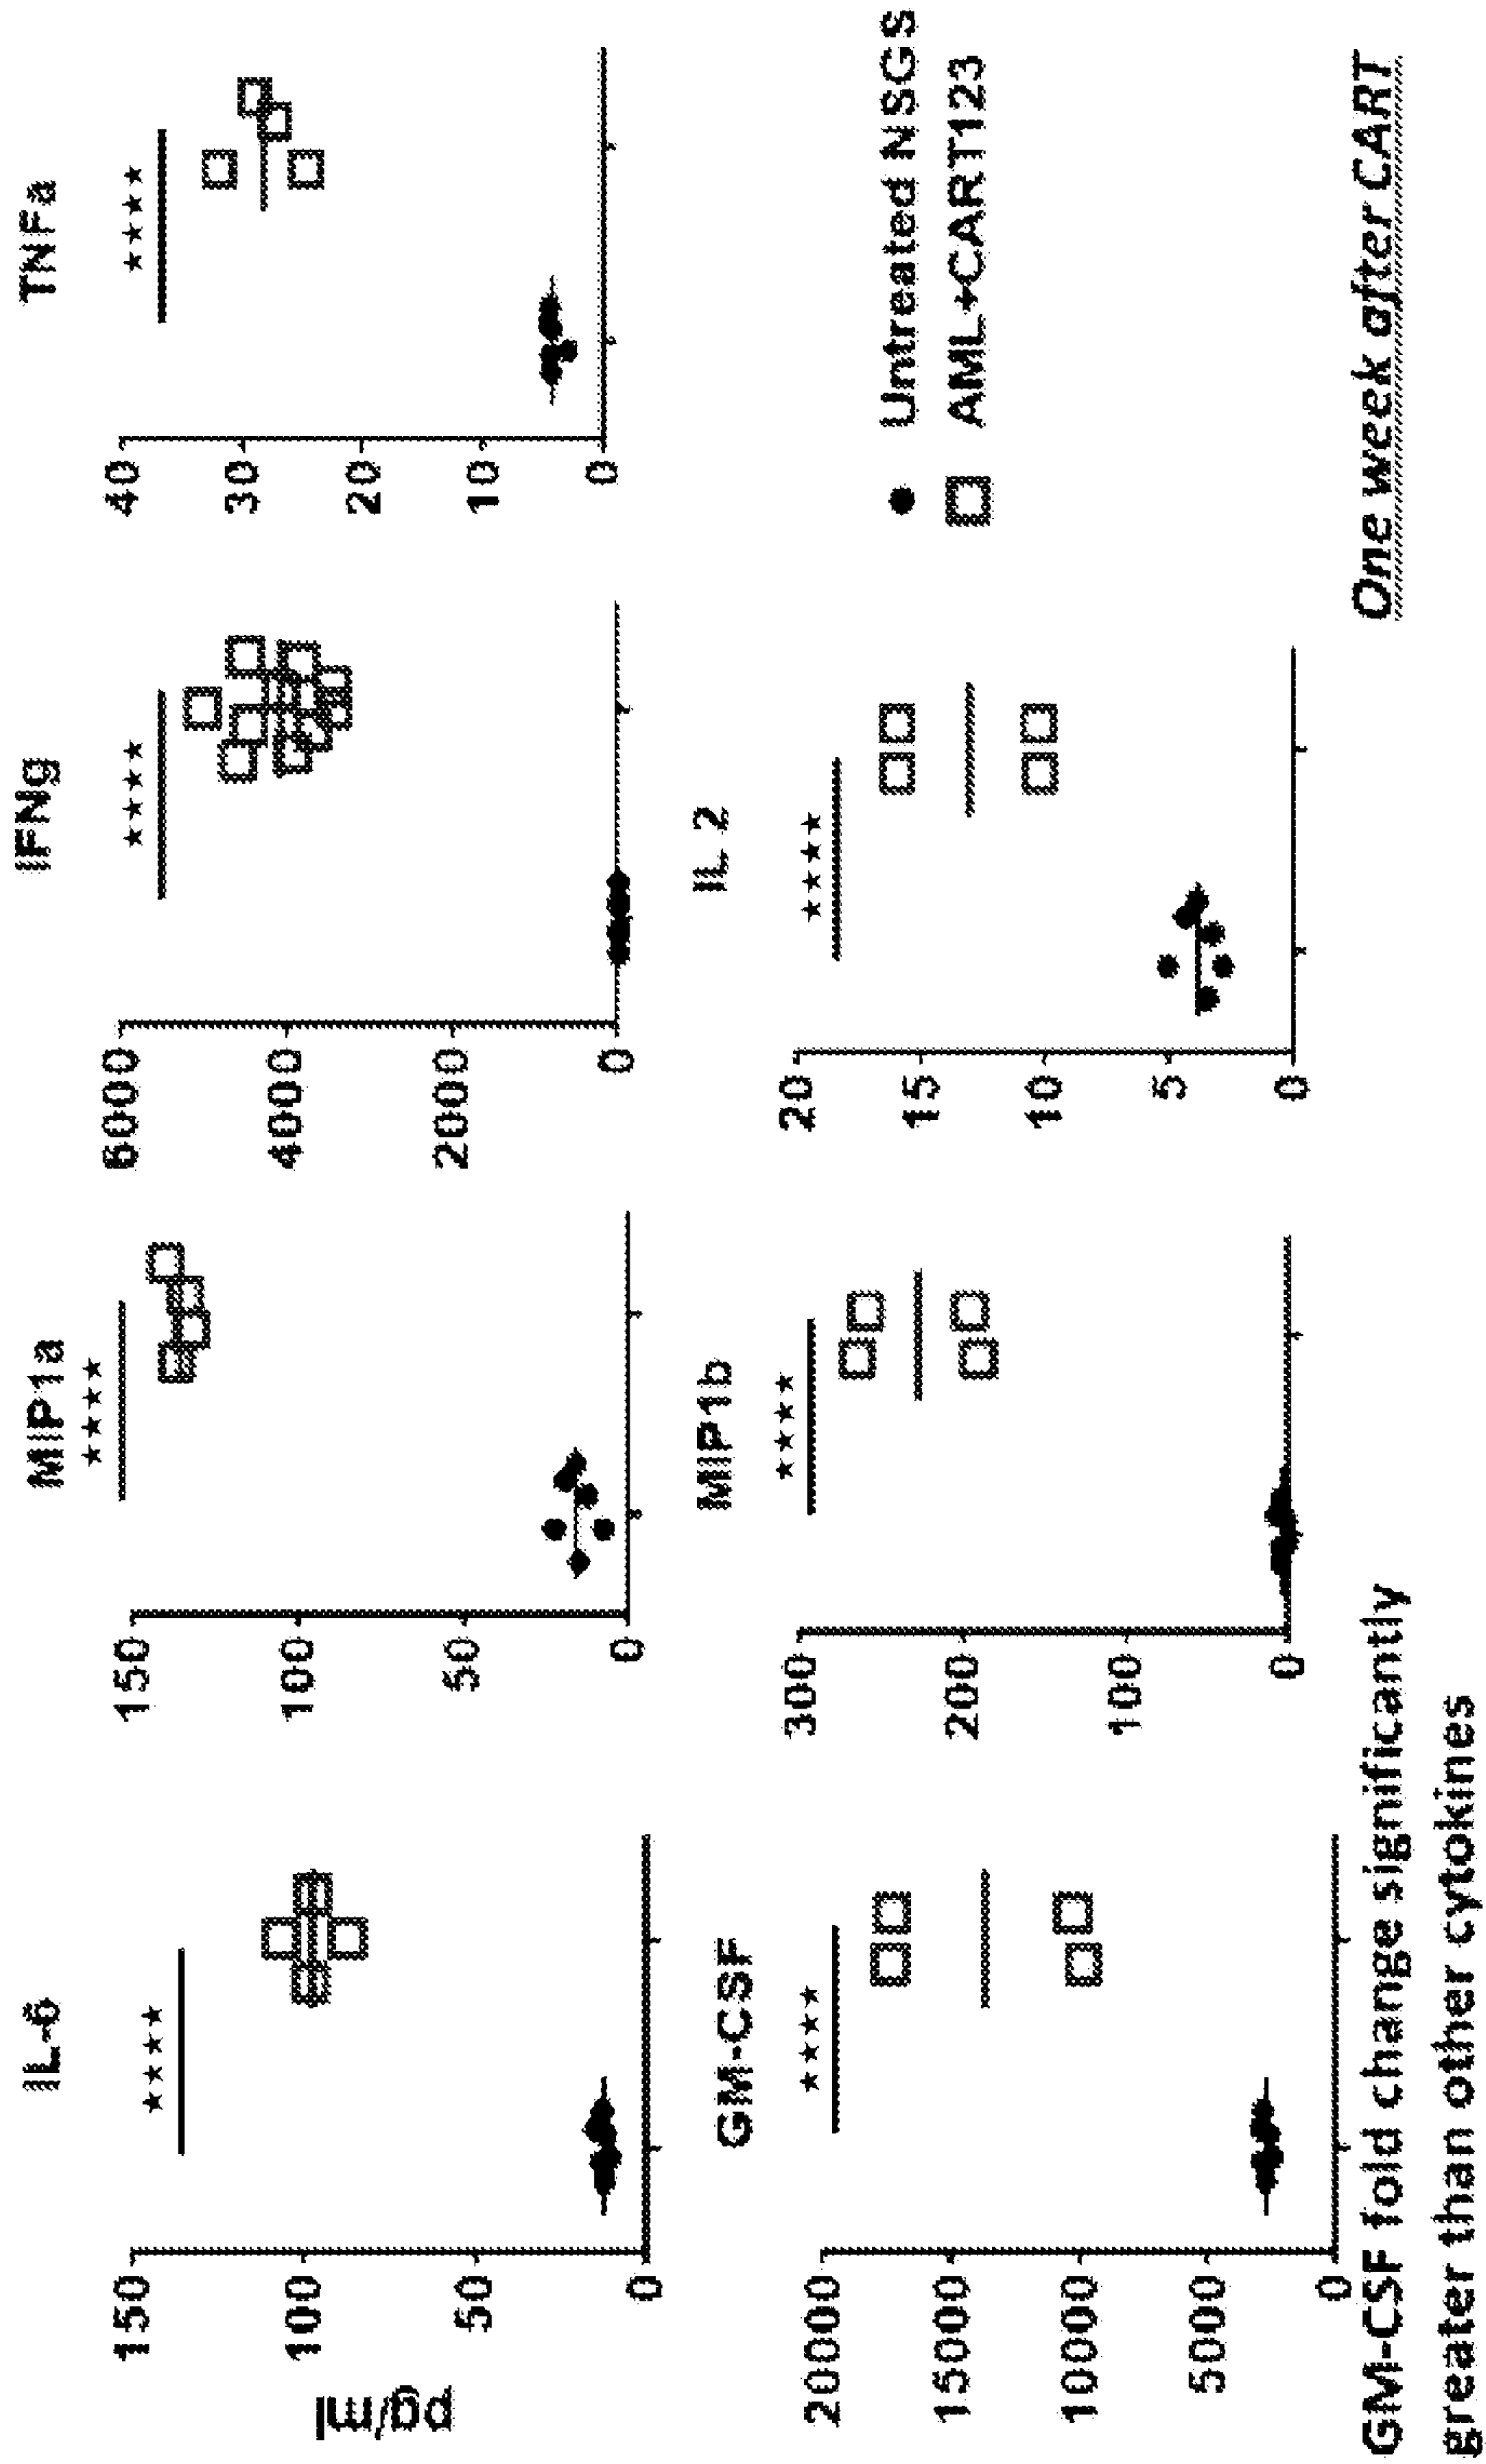 IL-6
****
150
100
50
0
pg/ml
MIP1a
****
150
100
50
0
IFNg
****
6000
4000
2000
0
TNFa
****
40
30
20
10
0
GM-CSF
****
20000
15000
10000
5000
0
MIP1b
****
300
200
100
0
IL 2
****
20
15
10
5
0
Untreated NSGS
AML+CART123
GM-CSF fold change significantly
greater than other cytokines
One week after CART